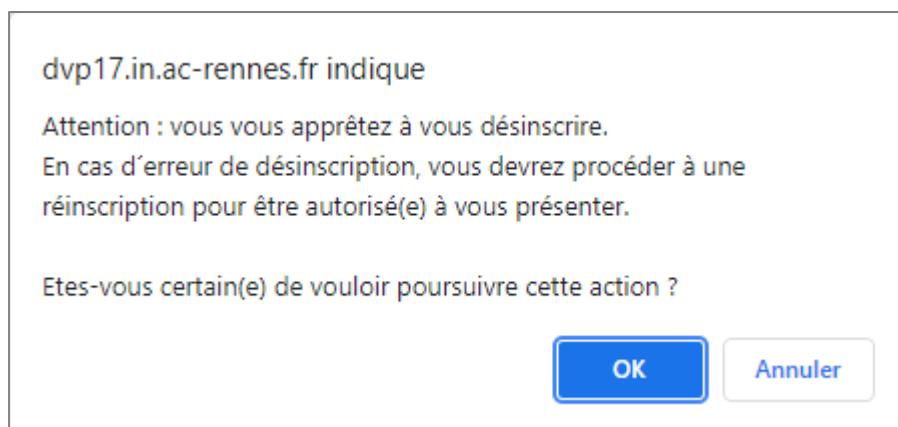 dvp17.in.ac-rennes.fr indique
Attention : vous vous apprêtez à vous désinscrire.
En cas d´erreur de désinscription, vous devrez procéder à une
réinscription pour être autorisé(e) à vous présenter.
Etes-vous certain(e) de vouloir poursuivre cette action ?
OK
Annuler